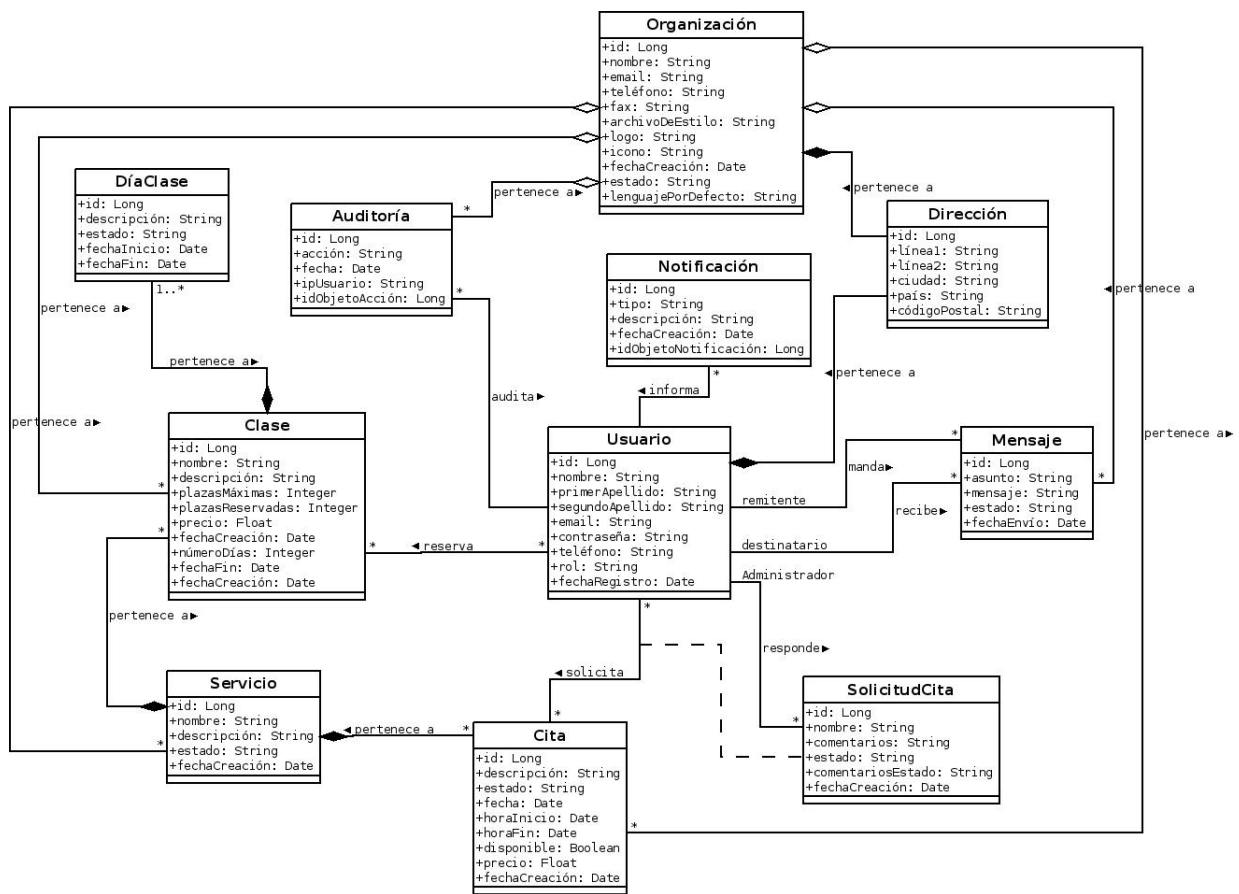 Organización
+id: Long
+nombre: String
+email: String
+teléfono: String
+fax: String
+archivoDeEstilo: String
+logo: String
+icono: String
+fechaCreación: Date
+estado: String
+lenguajePorDefecto: String
DíaClase
+id: Long
+descripción: String
+estado: String
+fechaInicio: Date
+fechaFin: Date
1..*
Auditoría
+id: Long
+acción: String
+fecha: Date
+ipUsuario: String
+idObjetoAcción: Long
*
*
pertenece a▶
◀pertenece a
Dirección
+id: Long
+línea1: String
+línea2: String
+ciudad: String
+país: String
+códigoPostal: String
Notificación
+id: Long
+tipo: String
+descripción: String
+fechaCreación: Date
+idObjetoNotificación: Long
*
◀pertenece a
pertenece a▶
pertenece a▶
◀pertenece a
◀informa
audita▶
pertenece a▶
pertenece a▶
Clase
+id: Long
+nombre: String
+descripción: String
+plazasMáximas: Integer
+plazasReservadas: Integer
+precio: Float
+fechaCreación: Date
+númeroDías: Integer
+fechaFin: Date
+fechaCreación: Date
*
*
*
◀reserva
*
Usuario
+id: Long
+nombre: String
+primerApellido: String
+segundoApellido: String
+email: String
+contraseña: String
+teléfono: String
+rol: String
+fechaRegistro: Date
*
manda▶
remitente
recibe▶
destinatario
Administrador
*
*
Mensaje
+id: Long
+asunto: String
+mensaje: String
+estado: String
+fechaEnvío: Date
*
pertenece a▶
responde▶
◀solicita
Servicio
+id: Long
+nombre: String
+descripción: String
+estado: String
+fechaCreación: Date
*
◀pertenece a
*
*
Cita
+id: Long
+descripción: String
+estado: String
+fecha: Date
+horaInicio: Date
+horaFin: Date
+disponible: Boolean
+precio: Float
+fechaCreación: Date
*
SolicitudCita
+id: Long
+nombre: String
+comentarios: String
+estado: String
+comentariosEstado: String
+fechaCreación: Date
*